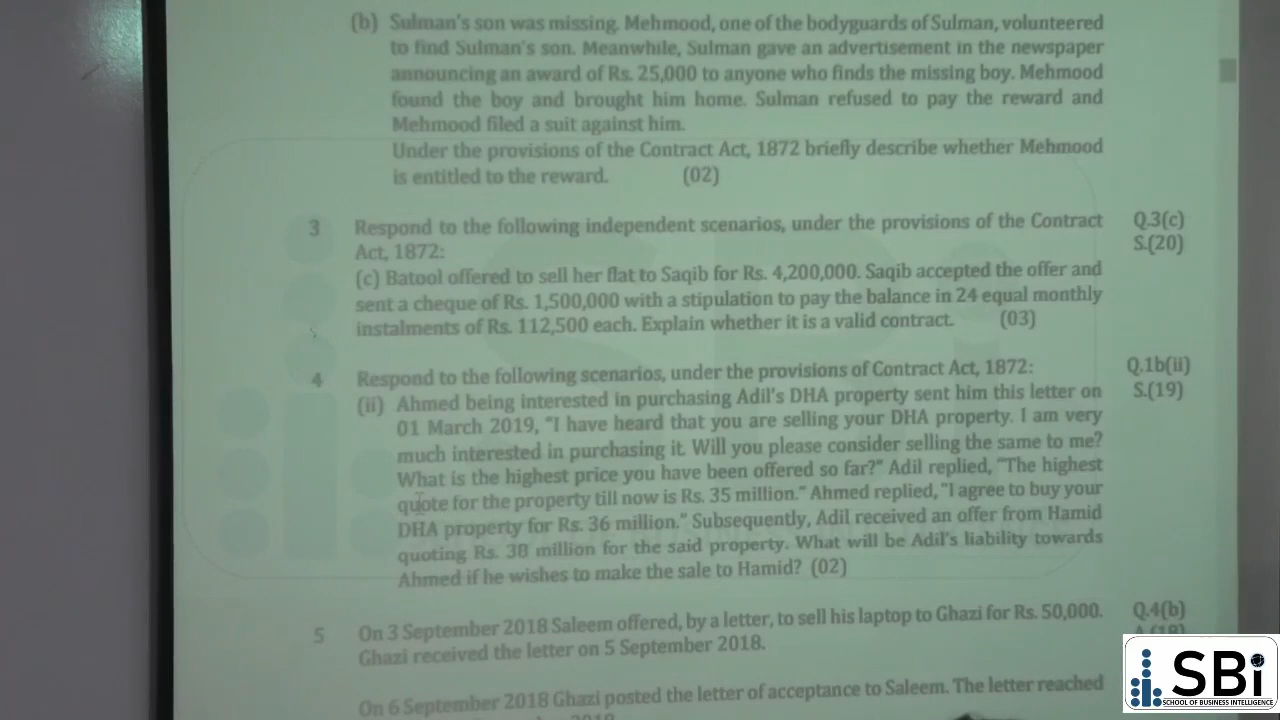 (b) Sulman's son was missing. Mehmood, one of the bodyguards of Sulman, volunteered
to find Sulman's son. Meanwhile, Sulman gave an advertisement in the newspaper
announcing an award of Rs. 25,000 to anyone who finds the missing boy. Mehmood
found the boy and brought him home. Sulman refused to pay the reward and
Mehmood filed a suit against him.
Under the provisions of the Contract Act, 1872 briefly describe whether Mehmood
is entitled to the reward. (02)
3 Respond to the following independent scenarios, under the provisions of the Contract Q.3(c)
Act, 1872: S.(20)
(c) Batool offered to sell her flat to Saqib for Rs. 4,200,000. Saqib accepted the offer and
sent a cheque of Rs. 1,500,000 with a stipulation to pay the balance in 24 equal monthly
instalments of Rs. 112,500 each. Explain whether it is a valid contract. (03)
4 Respond to the following scenarios, under the provisions of Contract Act, 1872: Q.1b(ii)
(ii) Ahmed being interested in purchasing Adil's DHA property sent him this letter on S.(19)
01 March 2019, "I have heard that you are selling your DHA property. I am very
much interested in purchasing it. Will you please consider selling the same to me?
What is the highest price you have been offered so far?" Adil replied, "The highest
quote for the property till now is Rs. 35 million." Ahmed replied, "I agree to buy your
DHA property for Rs. 36 million." Subsequently, Adil received an offer from Hamid
quoting Rs. 38 million for the said property. What will be Adil's liability towards
Ahmed if he wishes to make the sale to Hamid? (02)
5 On 3 September 2018 Saleem offered, by a letter, to sell his laptop to Ghazi for Rs. 50,000. Q.4(b)
Ghazi received the letter on 5 September 2018.
On 6 September 2018 Ghazi posted the letter of acceptance to Saleem. The letter reached
SBi
SCHOOL OF BUSINESS INTELLIGENCE